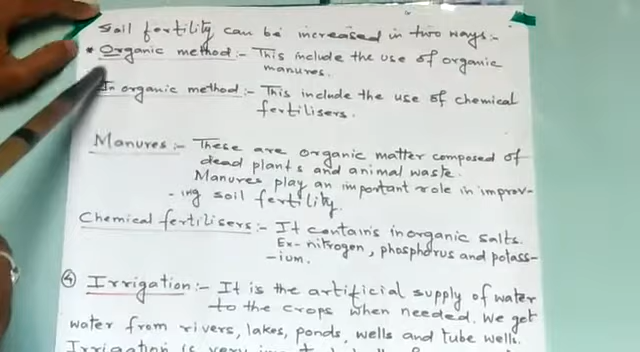 Soil fertility can be increased in two ways:-
* Organic method:- This include the use of organic
manures.
In organic method:- This include the use of chemical
fertilisers.
Manures:- These are organic matter composed of
dead plants and animal waste.
Manures play an important role in improv-
-ing soil fertility.
Chemical fertilisers:- It contains inorganic salts.
Ex- nitrogen, phosphorus and potass-
-ium.
④ Irrigation:- It is the artificial supply of water
to the crops when needed. We get
water from rivers, lakes, ponds, wells and tube wells.
Irrigation is very